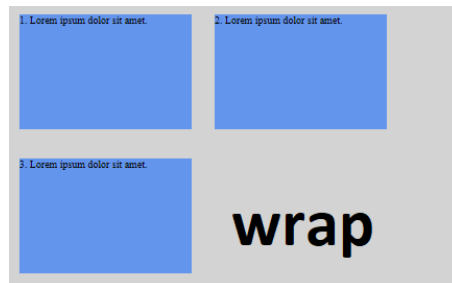 1. Lorem ipsum dolor sit amet.
2. Lorem ipsum dolor sit amet.
3. Lorem ipsum dolor sit amet.
wrap